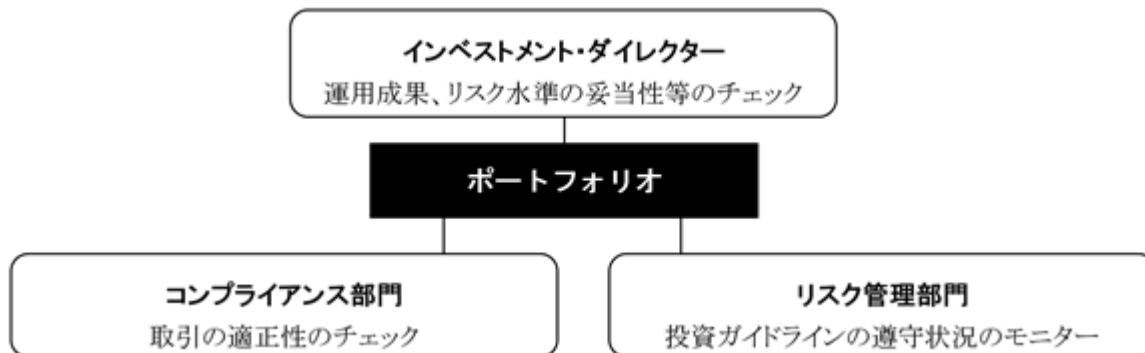 インベストメント・ダイレクター
運用成果、リスク水準の妥当性等のチェック
ポートフォリオ
コンプライアンス部門
取引の適正性のチェック
リスク管理部門
投資ガイドラインの遵守状況のモニター